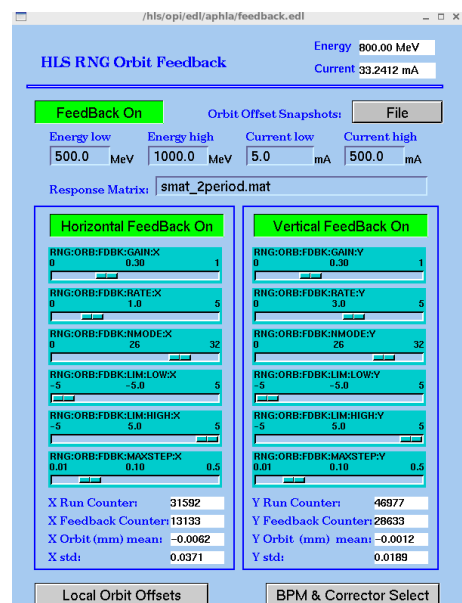 /hls/opi/edl/aphla/feedback.edl
HLS RNG Orbit Feedback
Energy 800.00 MeV
Current 33.2412 mA
FeedBack On Orbit Offset Snapshots: File
Energy low Energy high Current low Current high
500.0 MeV 1000.0 MeV 5.0 mA 500.0 mA
Response Matrix: smat_2period.mat
Horizontal FeedBack On
RNG:ORB:FDBK:GAIN:X
0 0.30 1
RNG:ORB:FDBK:RATE:X
0 1.0 5
RNG:ORB:FDBK:NMODE:X
0 26 32
RNG:ORB:FDBK:LIM:LOW:X
-5 -5.0 5
RNG:ORB:FDBK:LIM:HIGH:X
-5 5.0 5
RNG:ORB:FDBK:MAXSTEP:X
0.01 0.10 0.5
X Run Counter: 31592
X Feedback Counter: 13133
X Orbit (mm) mean: -0.0062
X std: 0.0371
Vertical FeedBack On
RNG:ORB:FDBK:GAIN:Y
0 0.30 1
RNG:ORB:FDBK:RATE:Y
0 3.0 5
RNG:ORB:FDBK:NMODE:Y
0 26 32
RNG:ORB:FDBK:LIM:LOW:Y
-5 -5.0 5
RNG:ORB:FDBK:LIM:HIGH:Y
-5 5.0 5
RNG:ORB:FDBK:MAXSTEP:Y
0.01 0.10 0.5
Y Run Counter: 46977
Y Feedback Counter: 28633
Y Orbit (mm) mean: -0.0012
Y std: 0.0189
Local Orbit Offsets BPM & Corrector Select